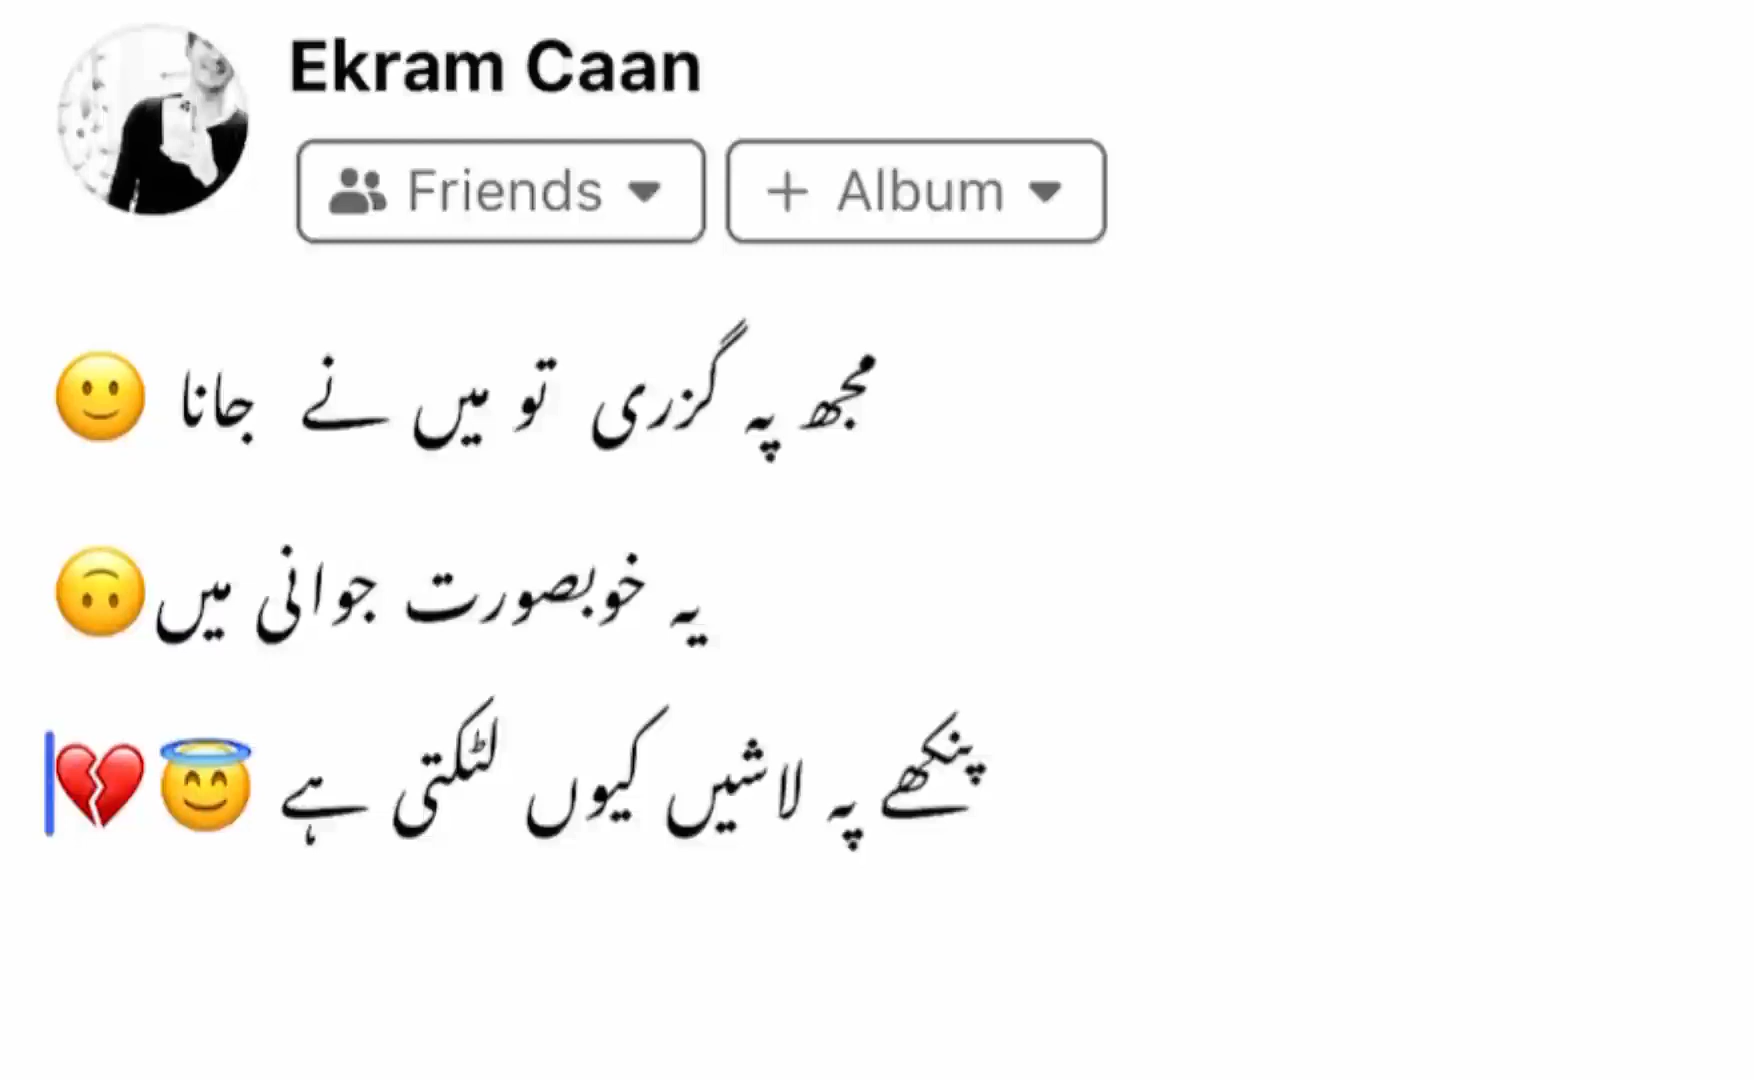 Ekram Caan
Friends
+ Album
مجھ پہ گزری تو میں نے جانا 🙂
یہ خوبصورت جوانی میں🙃
پنکھے پہ لاشیں کیوں لٹکتی ہے 😇💔